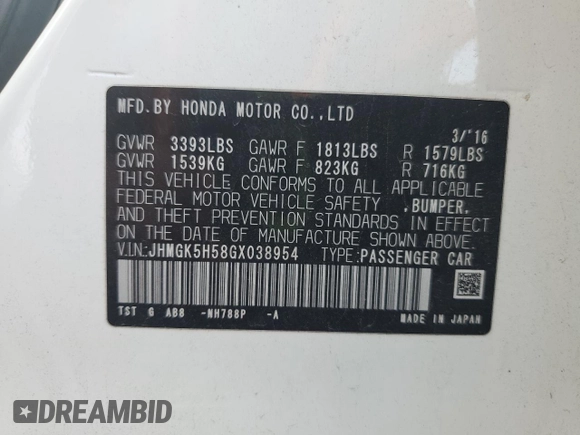 MFD.BY HONDA MOTOR CO.,LTD
3/'16
GVWR 3393LBS GAWR F 1813LBS R 1579LBS
GVWR 1539KG GAWR F 823KG R 716KG
THIS VEHICLE CONFORMS TO ALL APPLICABLE
FEDERAL MOTOR VEHICLE SAFETY ,BUMPER,
AND THEFT PREVENTION STANDARDS IN EFFECT
ON THE DATE OF MANUFACTURE SHOWN ABOVE.
V.I.N.:JHMGK5H58GX038954 TYPE:PASSENGER CAR
TST G AB8 -NH788P -A MADE IN JAPAN
DREAMBID